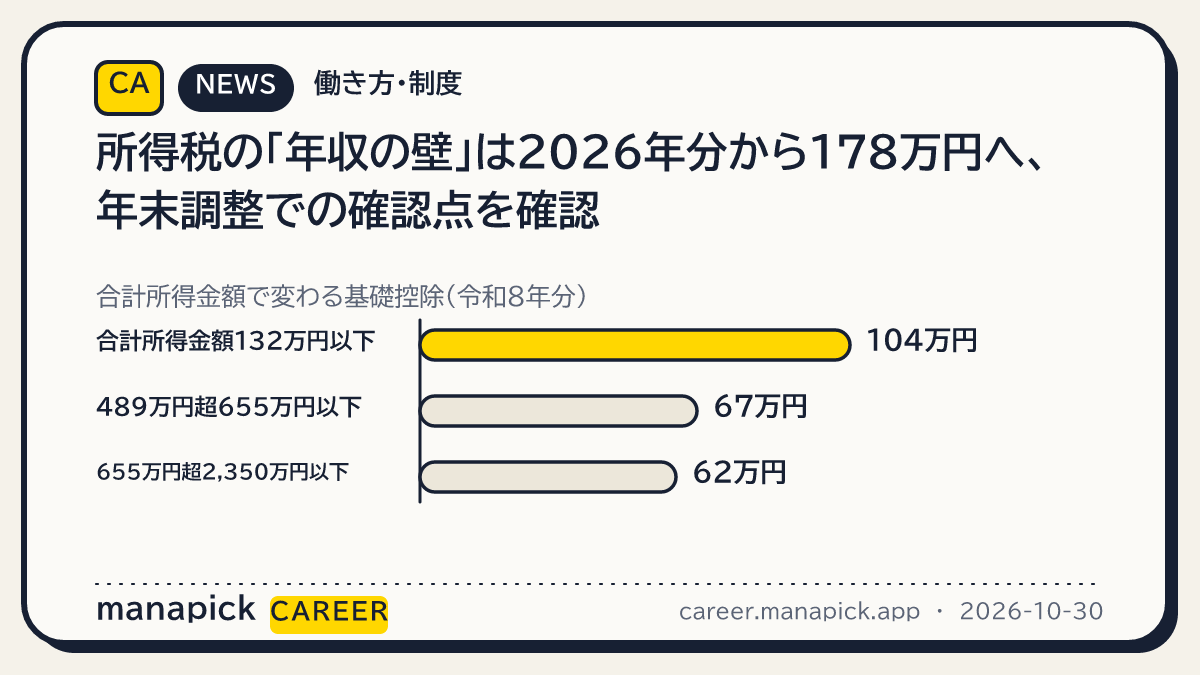 CA NEWS 働き方・制度
所得税の「年収の壁」は2026年分から178万円へ、
年末調整での確認点を確認
合計所得金額で変わる基礎控除(令和8年分)
合計所得金額132万円以下 104万円
489万円超655万円以下 67万円
655万円超2,350万円以下 62万円
manapick CAREER career.manapick.app ・ 2026-10-30